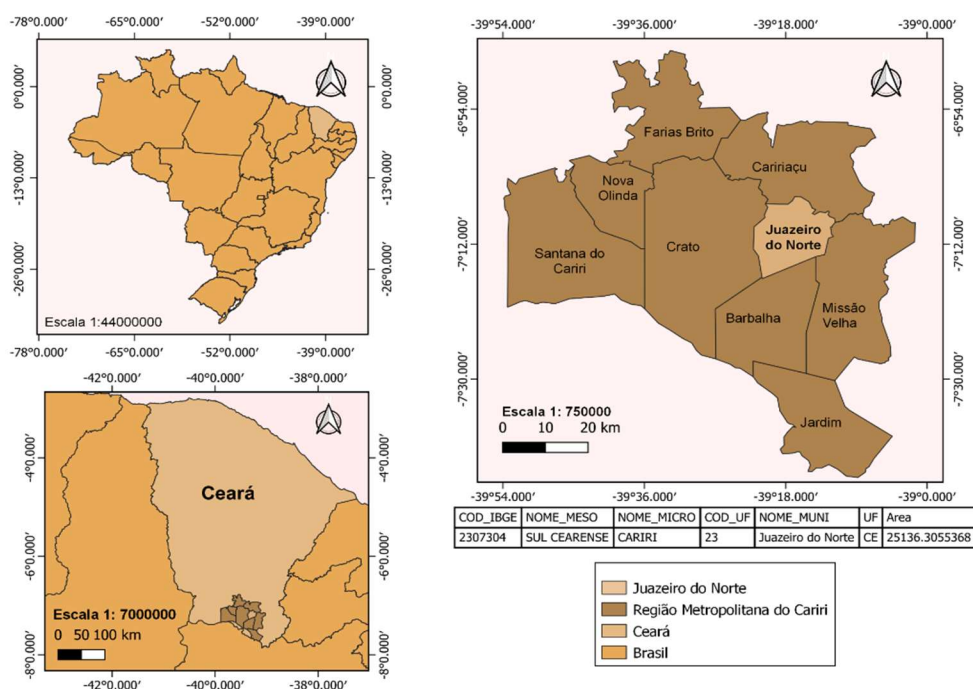 -78°0.000' -65°0.000' -52°0.000' -39°0.000'
0°0.000' 0°0.000'
-13°0.000' -13°0.000'
-26°0.000' -26°0.000'
Escala 1:44000000
-78°0.000' -65°0.000' -52°0.000' -39°0.000'
-42°0.000' -40°0.000' -38°0.000'
-4°0.000' -4°0.000'
Ceará
-6°0.000' -6°0.000'
Escala 1: 7000000
0 50 100 km
-8°0.000' -8°0.000'
-42°0.000' -40°0.000' -38°0.000'
-39°54.000' -39°36.000' -39°18.000' -39°0.000'
-6°54.000' -6°54.000'
Farias Brito
Caririaçu
Nova
Olinda
Juazeiro
do Norte
-7°12.000' -7°12.000'
Santana do
Cariri
Crato
Barbalha
Missão
Velha
-7°30.000' -7°30.000'
Jardim
Escala 1: 750000
0 10 20 km
-39°54.000' -39°36.000' -39°18.000' -39°0.000'
COD_IBGE NOME_MESO NOME_MICRO COD_UF NOME_MUNI UF Area
2307304 SUL CEARENSE CARIRI 23 Juazeiro do Norte CE 25136.3055368
Juazeiro do Norte
Região Metropolitana do Cariri
Ceará
Brasil